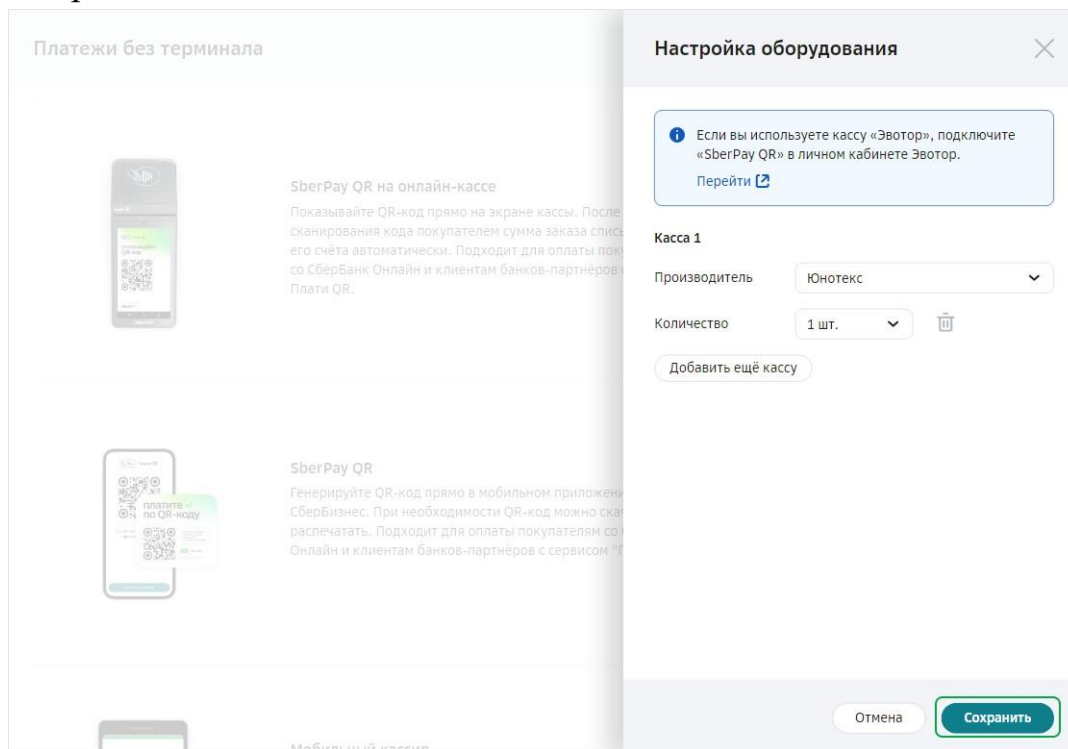 Платежи без терминала
SberPay QR на онлайн-кассе
Показывайте QR-код прямо на экране кассы. После
сканирования кода покупателем сумма заказа
его счёта автоматически. Подходит для оплаты
со СберБанк Онлайн и клиентам банков-партнёров
Плати QR.
SberPay QR
Генерируйте QR-код прямо в мобильном
СберБизнес. При необходимости QR-код можно
распечатать. Подходит для оплаты покупателям со
Онлайн и клиентам банков-партнёров с сервисом
платите
по QR-коду
Мобильный кассир
Настройка оборудования
Если вы используете кассу «Эвотор», подключите
«SberPay QR» в личном кабинете Эвотор.
Перейти
Касса 1
Производитель Юнотекс
Количество 1 шт.
Добавить ещё кассу
Отмена Сохранить